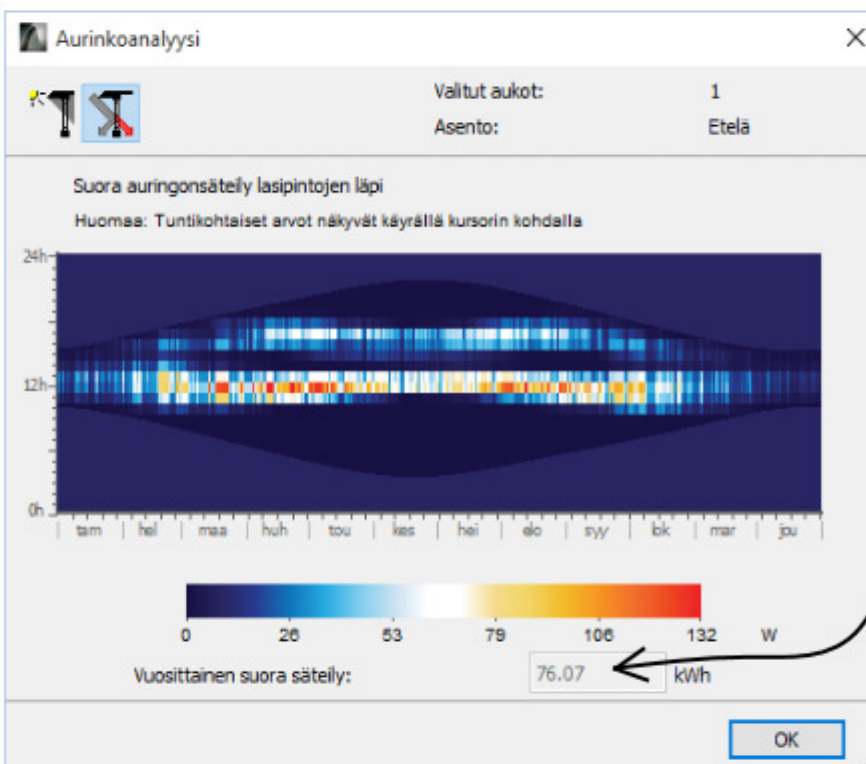 Aurinkoanalyysi
Valitut aukot: 1
Asento: Etelä
Suora auringonsäteily lasipintojen läpi
Huomaa: Tuntikohtaiset arvot näkyvät käyrällä kursorin kohdalla
24h
12h
0h
tam hel maa huh tou kes hei elo syy lok mar jou
0 26 53 79 106 132 W
Vuosittainen suora säteily: 76.07 kWh
OK